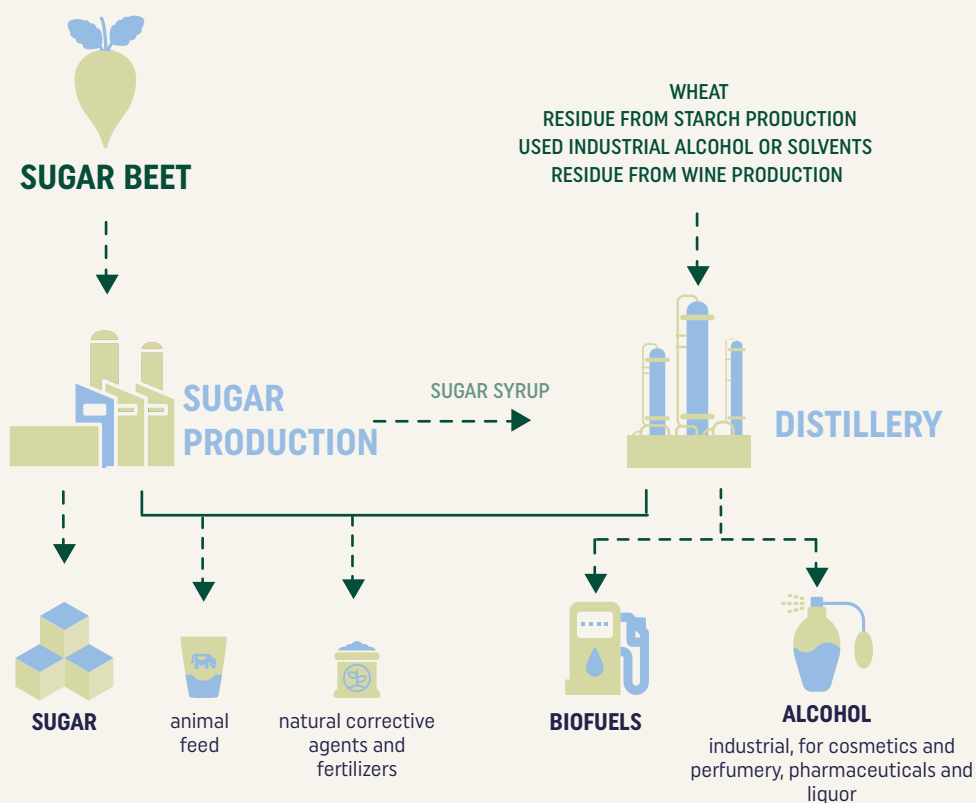 WHEAT
RESIDUE FROM STARCH PRODUCTION
USED INDUSTRIAL ALCOHOL OR SOLVENTS
RESIDUE FROM WINE PRODUCTION
SUGAR BEET
SUGAR
PRODUCTION
SUGAR SYRUP
DISTILLERY
SUGAR
animal
feed
natural corrective
agents and
fertilizers
BIOFUELS
ALCOHOL
industrial, for cosmetics and
perfumery, pharmaceuticals and
liquor